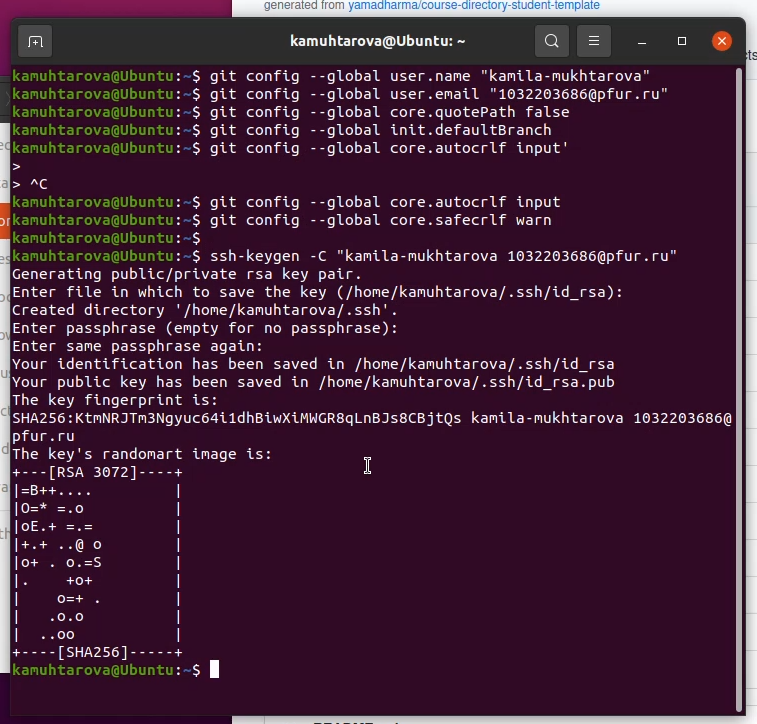 generated from yamadharma/course-directory-student-template
kamuhtarova@Ubuntu: ~
kamuhtarova@Ubuntu:~$ git config --global user.name "kamila-mukhtarova"
kamuhtarova@Ubuntu:~$ git config --global user.email "1032203686@pfur.ru"
kamuhtarova@Ubuntu:~$ git config --global core.quotePath false
kamuhtarova@Ubuntu:~$ git config --global init.defaultBranch
kamuhtarova@Ubuntu:~$ git config --global core.autocrlf input'
>
> ^C
kamuhtarova@Ubuntu:~$ git config --global core.autocrlf input
kamuhtarova@Ubuntu:~$ git config --global core.safecrlf warn
kamuhtarova@Ubuntu:~$
kamuhtarova@Ubuntu:~$ ssh-keygen -C "kamila-mukhtarova 1032203686@pfur.ru"
Generating public/private rsa key pair.
Enter file in which to save the key (/home/kamuhtarova/.ssh/id_rsa):
Created directory '/home/kamuhtarova/.ssh'.
Enter passphrase (empty for no passphrase):
Enter same passphrase again:
Your identification has been saved in /home/kamuhtarova/.ssh/id_rsa
Your public key has been saved in /home/kamuhtarova/.ssh/id_rsa.pub
The key fingerprint is:
SHA256:KtmNRJTm3Ngyuc64i1dhBiwXiMWGR8qLnBJs8CBjtQs kamila-mukhtarova 1032203686@
pfur.ru
The key's randomart image is:
+---[RSA 3072]----+
|=B++....         |
|O=* =.o          |
|oE.+ =.=         |
|+.+ ..@ o        |
|o+ . o.=S        |
|.    +o+         |
|    o=+ .        |
|   .o.o          |
|  ..oo           |
+----[SHA256]-----+
kamuhtarova@Ubuntu:~$